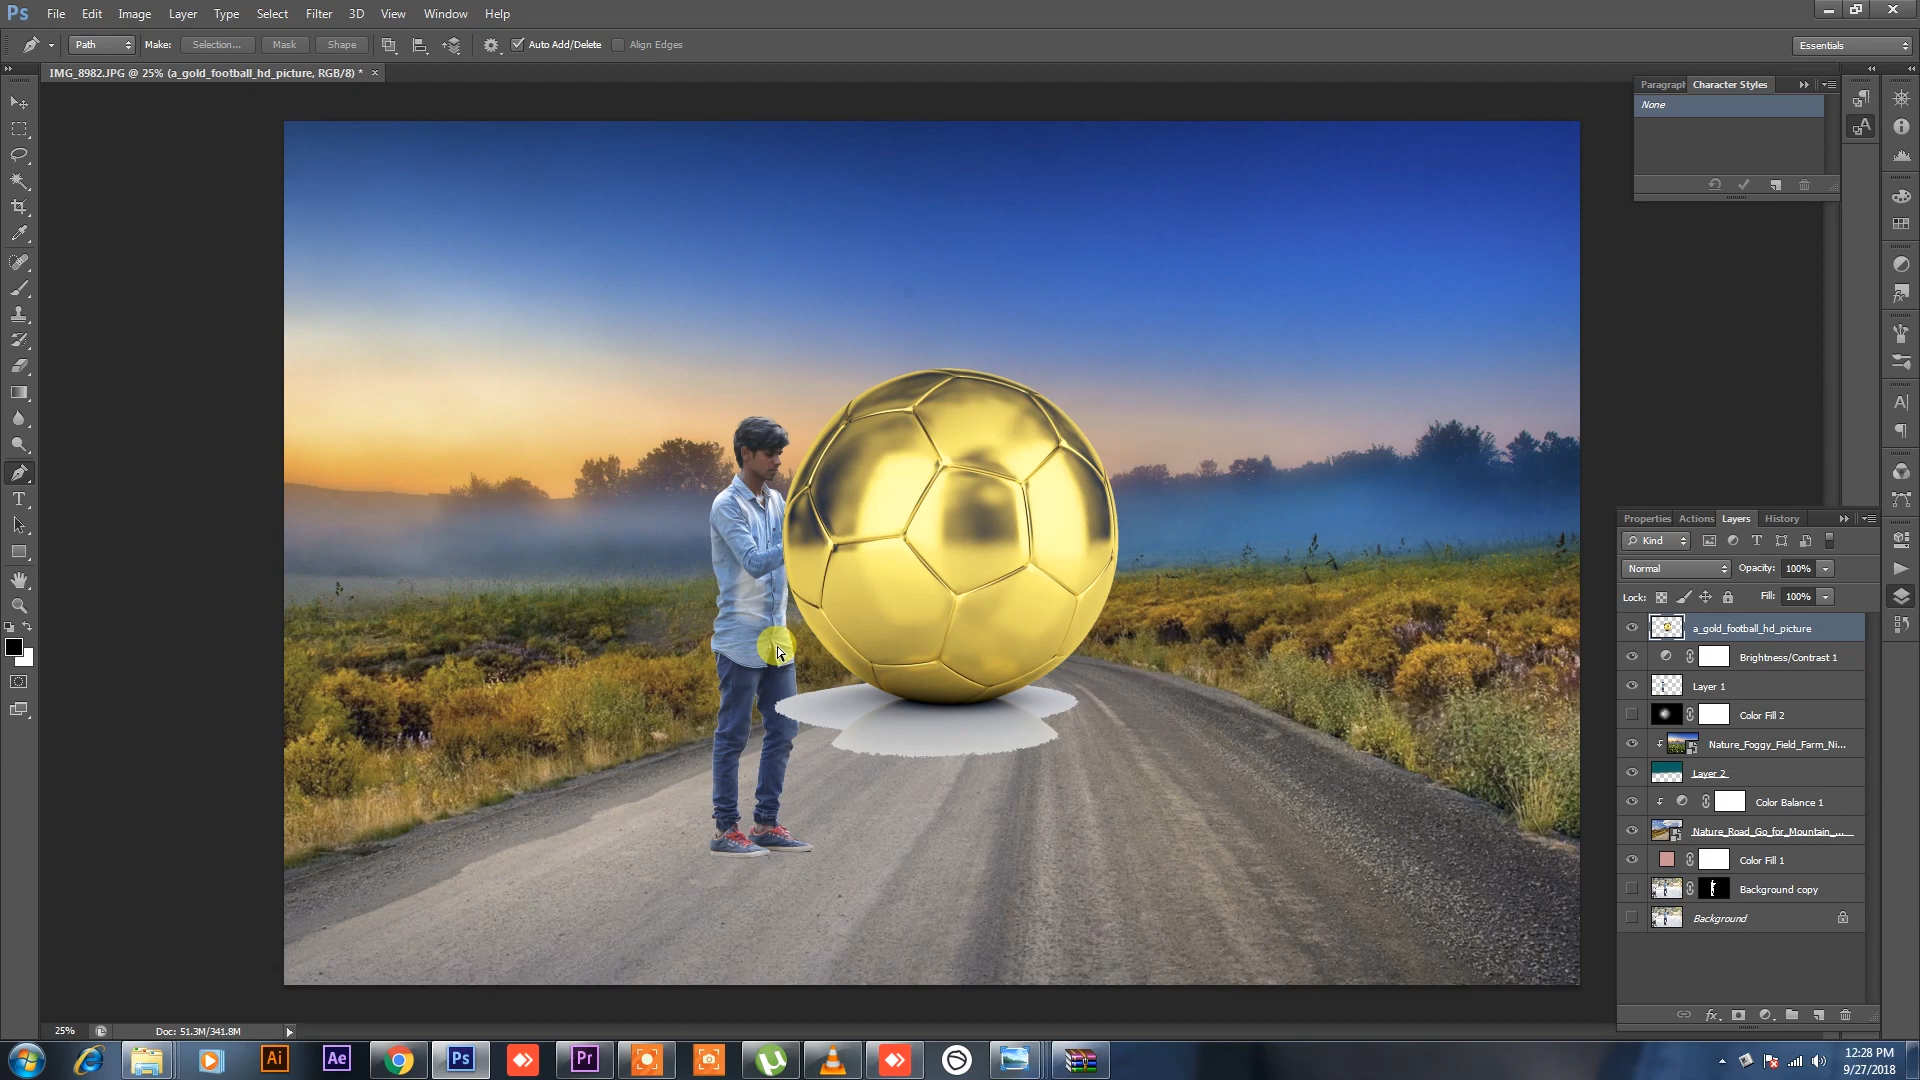 Ps File Edit Image Layer Type Select Filter 3D View Window Help
Path Make: Selection... Mask Shape Auto Add/Delete Align Edges Essentials
IMG_8982.JPG @ 25% (a_gold_football_hd_picture, RGB/8) *
Paragraph Character Styles
None
Properties Actions Layers History
Kind
Normal Opacity: 100%
Lock: Fill: 100%
a_gold_football_hd_picture
Brightness/Contrast 1
Layer 1
Color Fill 2
Nature_Foggy_Field_Farm_Ni...
Layer 2
Color Balance 1
Nature_Road_Go_for_Mountain_...
Color Fill 1
Background copy
Background
25% Doc: 51.3M/341.8M
Ai Ae Ps Pr
12:28 PM
9/27/2018